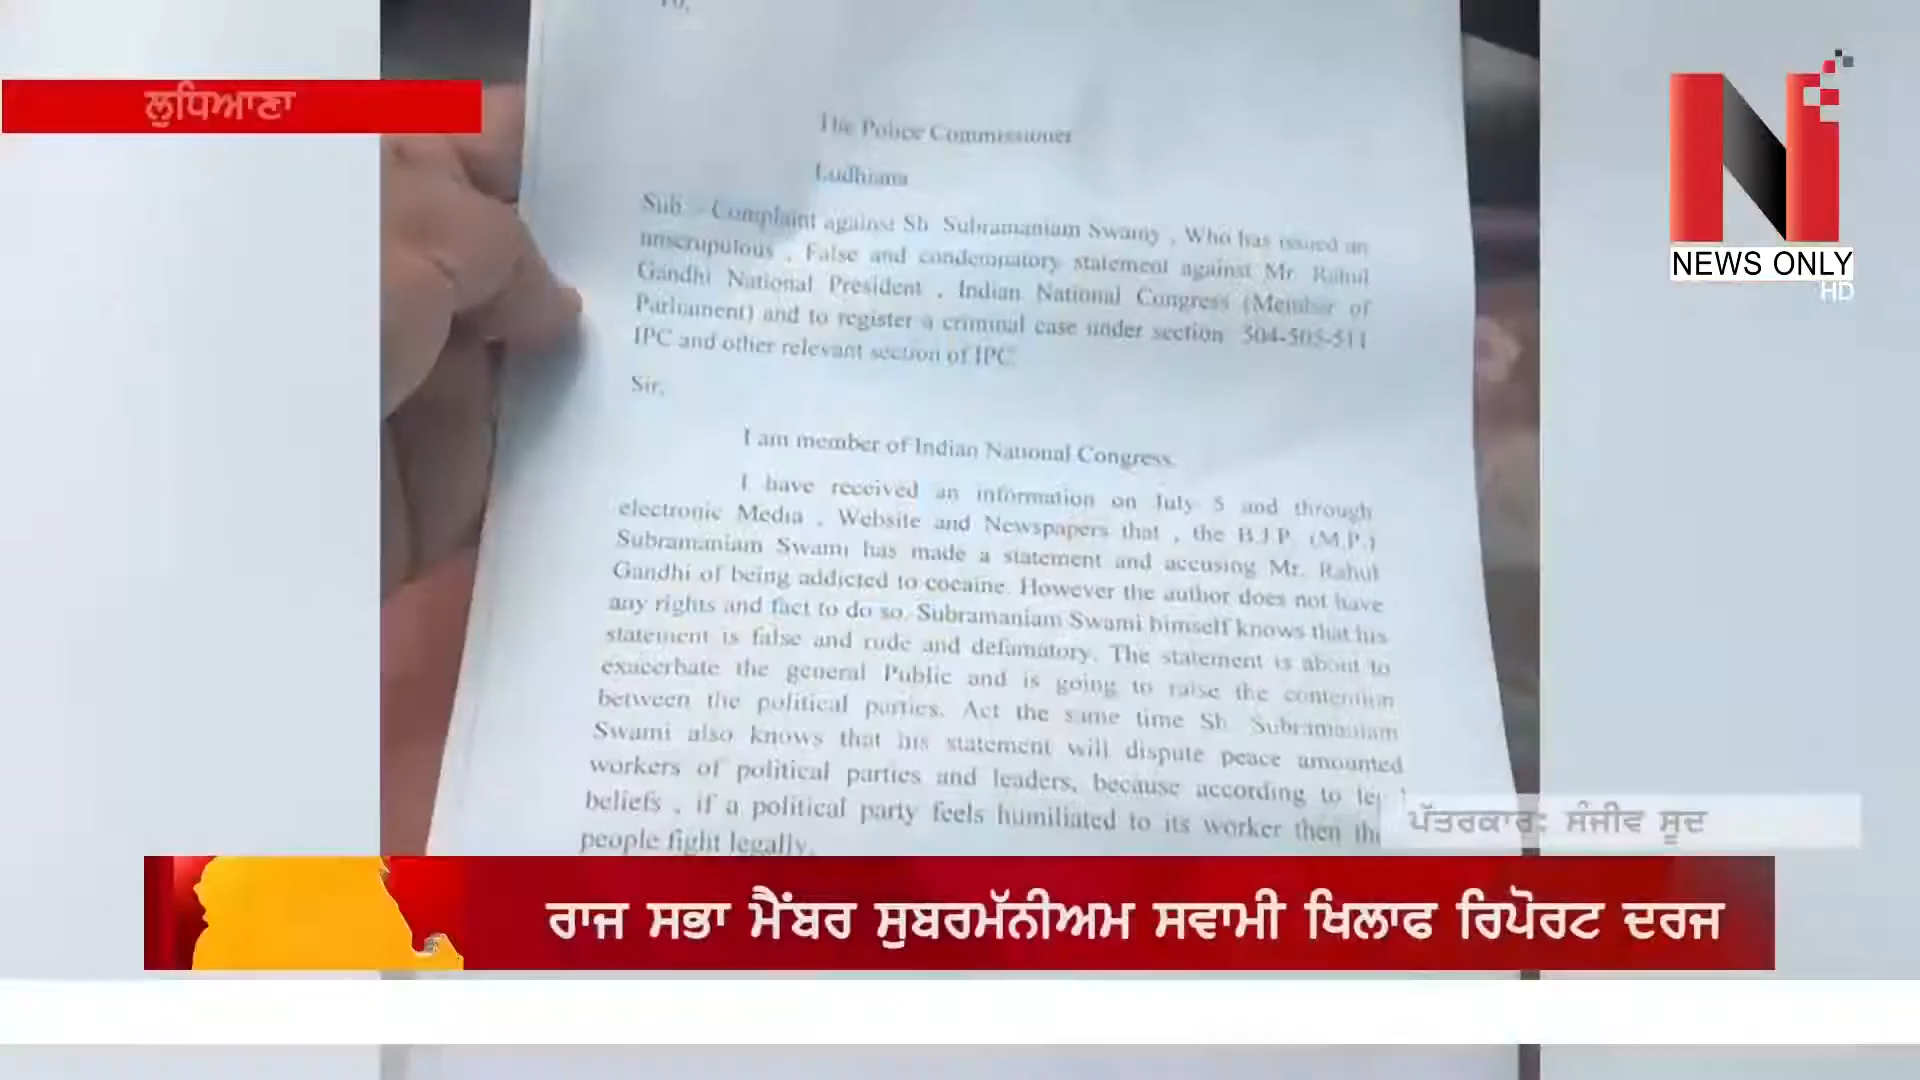 To,
ਲੁਧਿਆਣਾ
NEWS ONLY
HD
The Police Commissioner
Ludhiana
Sub - Complaint against Sh. Subramaniam Swamy , Who has issued an
unscrupulous , False and condempatory statement against Mr. Rahul
Gandhi National President , Indian National Congress (Member of
Parliament) and to register a criminal case under section 504-505-511
IPC and other relevant section of IPC
Sir,
I am member of Indian National Congress.
I have received an information on July 5 and through
electronic Media , Website and Newspapers that , the B.J.P. (M.P.)
Subramaniam Swami has made a statement and accusing Mr. Rahul
Gandhi of being addicted to cocaine. However the author does not have
any rights and fact to do so. Subramaniam Swami himself knows that his
statement is false and rude and defamatory. The statement is about to
exacerbate the general Public and is going to raise the contention
between the political parties. Act the same time Sh. Subramaniam
Swami also knows that his statement will dispute peace amounted
workers of political parties and leaders, because according to
beliefs , if a political party feels humiliated to its worker then
people fight legally.
ਪੱਤਰਕਾਰ: ਸੰਜੀਵ ਸੂਦ
ਰਾਜ ਸਭਾ ਮੈਂਬਰ ਸੁਬਰਮੱਨੀਅਮ ਸਵਾਮੀ ਖਿਲਾਫ ਰਿਪੋਰਟ ਦਰਜ